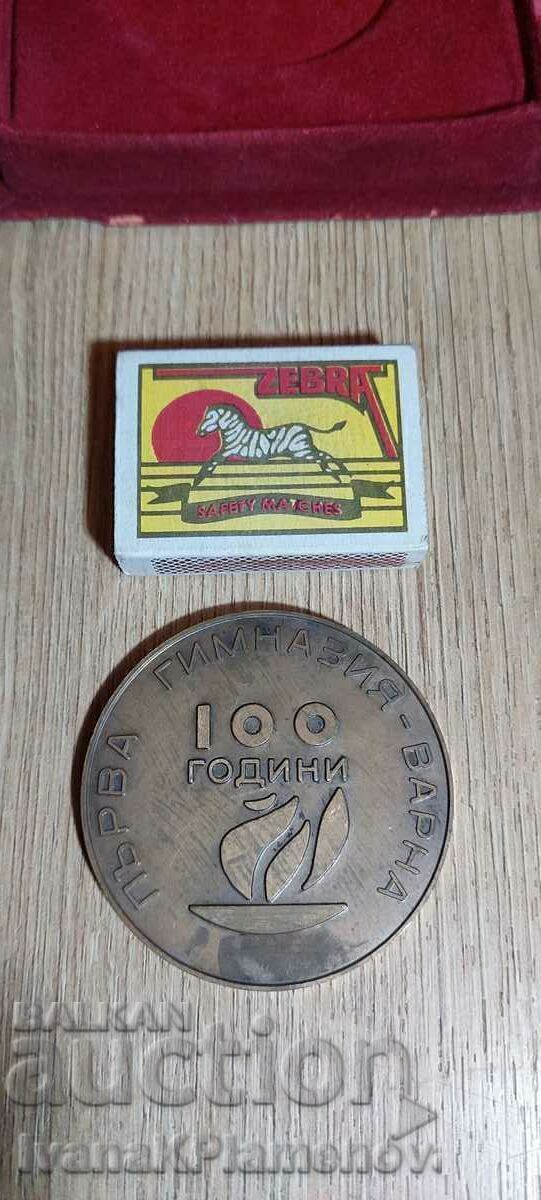 ZEBRA
SAFETY MATCHES
ПЪРВА ГИМНАЗИЯ - ВАРНА
100
ГОДИНИ
BALKAN
auction
IvanaKPlamenov.